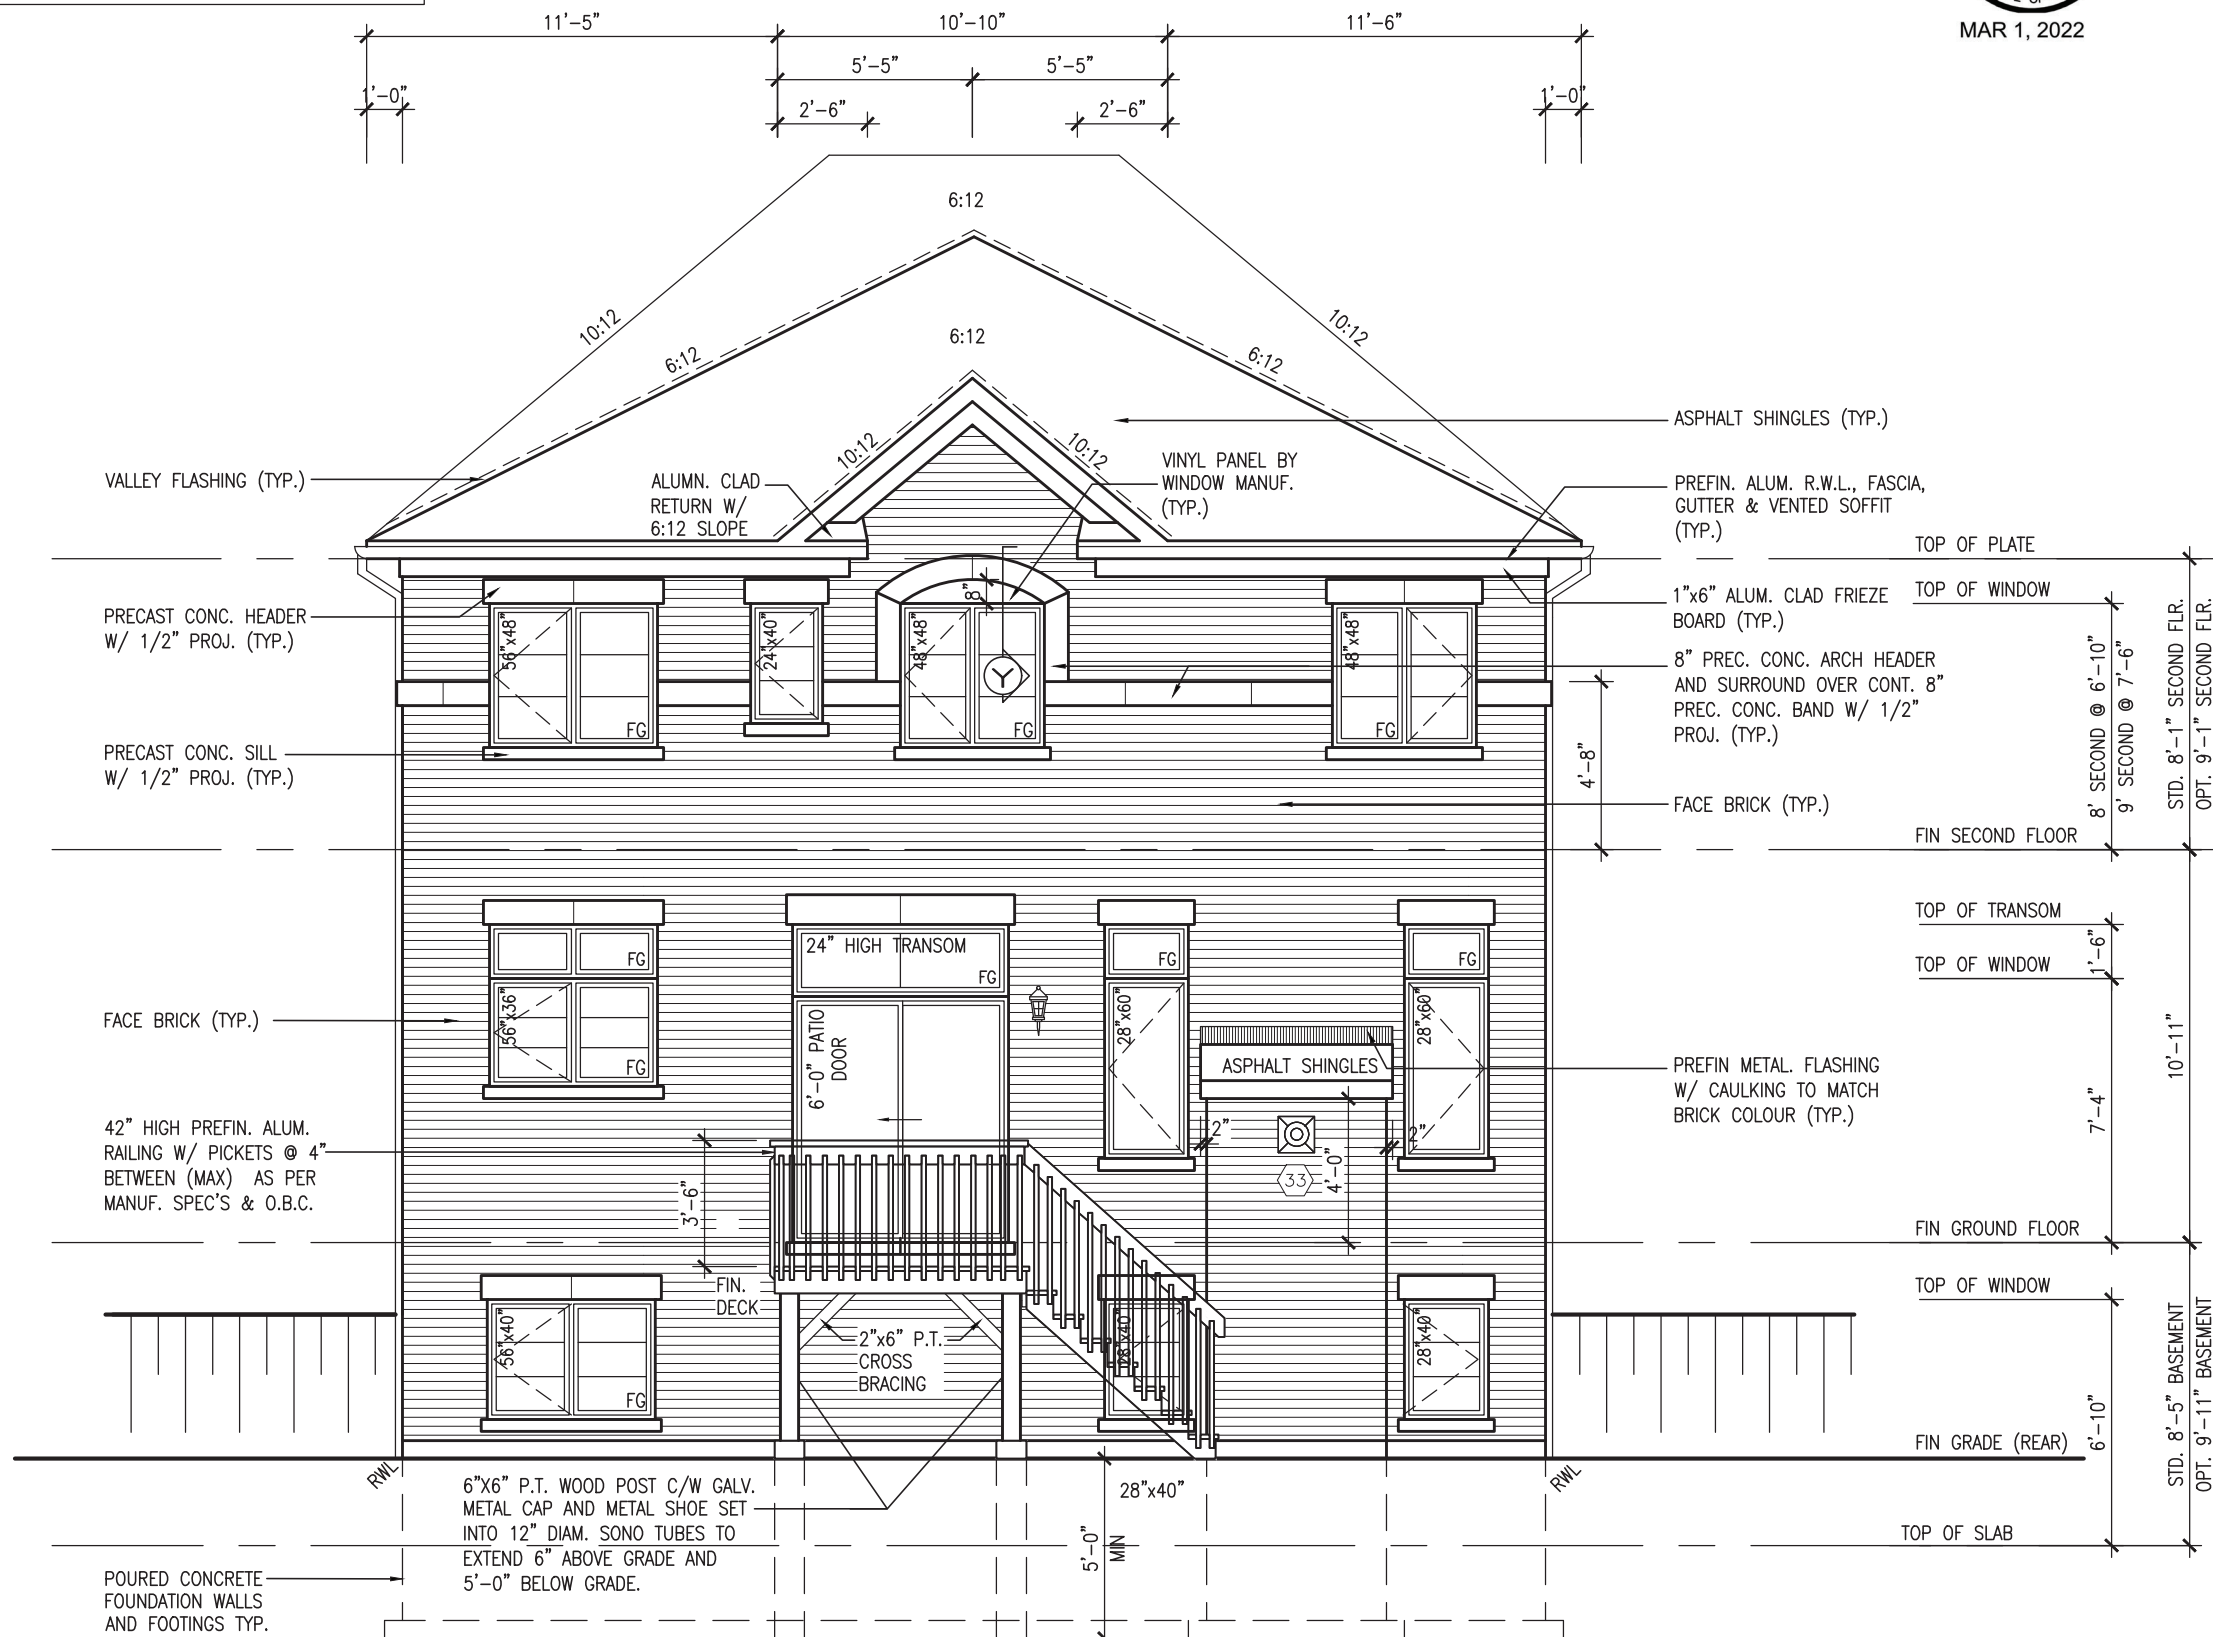 MAR 1, 2022
11'-5"
10'-10"
11'-6"
5'-5"
5'-5"
1'-0"
2'-6"
2'-6"
1'-0"
6:12
10:12
6:12
6:12
6:12
10:12
10:12
10:12
VALLEY FLASHING (TYP.)
ALUMN. CLAD
RETURN W/
6:12 SLOPE
VINYL PANEL BY
WINDOW MANUF.
(TYP.)
ASPHALT SHINGLES (TYP.)
PREFIN. ALUM. R.W.L., FASCIA,
GUTTER & VENTED SOFFIT
(TYP.)
TOP OF PLATE
TOP OF WINDOW
1"x6" ALUM. CLAD FRIEZE
BOARD (TYP.)
PRECAST CONC. HEADER
W/ 1/2" PROJ. (TYP.)
56"x48"
FG
24"x40"
8"
48"x48"
Y
FG
48"x48"
FG
8" PREC. CONC. ARCH HEADER
AND SURROUND OVER CONT. 8"
PREC. CONC. BAND W/ 1/2"
PROJ. (TYP.)
PRECAST CONC. SILL
W/ 1/2" PROJ. (TYP.)
4'-8"
8' SECOND @ 6'-10"
9' SECOND @ 7'-6"
STD. 8'-1" SECOND FLR.
OPT. 9'-1" SECOND FLR.
FACE BRICK (TYP.)
FIN SECOND FLOOR
TOP OF TRANSOM
24" HIGH TRANSOM
FG
FG
FG
FG
TOP OF WINDOW
1'-6"
FACE BRICK (TYP.)
56"x36"
FG
6'-0" PATIO
DOOR
28"x60"
28"x60"
ASPHALT SHINGLES
PREFIN METAL. FLASHING
W/ CAULKING TO MATCH
BRICK COLOUR (TYP.)
7'-4"
10'-11"
42" HIGH PREFIN. ALUM.
RAILING W/ PICKETS @ 4"
BETWEEN (MAX) AS PER
MANUF. SPEC'S & O.B.C.
3'-6"
2"
2"
33
4'-0"
FIN GROUND FLOOR
FIN.
DECK
TOP OF WINDOW
56"x40"
FG
2"x6" P.T.
CROSS
BRACING
28"x40"
28"x40"
6'-10"
STD. 8'-5" BASEMENT
OPT. 9'-11" BASEMENT
FIN GRADE (REAR)
RWL
RWL
6"X6" P.T. WOOD POST C/W GALV.
METAL CAP AND METAL SHOE SET
INTO 12" DIAM. SONO TUBES TO
EXTEND 6" ABOVE GRADE AND
5'-0" BELOW GRADE.
28"x40"
5'-0"
MIN
TOP OF SLAB
POURED CONCRETE
FOUNDATION WALLS
AND FOOTINGS TYP.